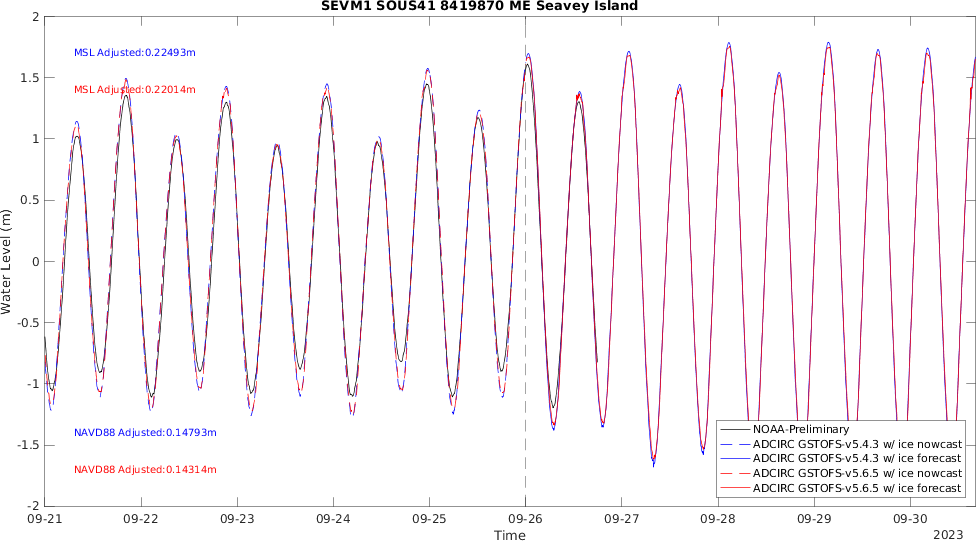 SEVM1 SOUS41 8419870 ME Seavey Island
MSL Adjusted:0.22493m
MSL Adjusted:0.22014m
NAVD88 Adjusted:0.14793m
NAVD88 Adjusted:0.14314m
Water Level (m)
2
1.5
1
0.5
0
-0.5
-1
-1.5
-2
NOAA-Preliminary
ADCIRC GSTOFS-v5.4.3 w/ ice nowcast
ADCIRC GSTOFS-v5.4.3 w/ ice forecast
ADCIRC GSTOFS-v5.6.5 w/ ice nowcast
ADCIRC GSTOFS-v5.6.5 w/ ice forecast
09-21 09-22 09-23 09-24 09-25 09-26 09-27 09-28 09-29 09-30
Time
2023